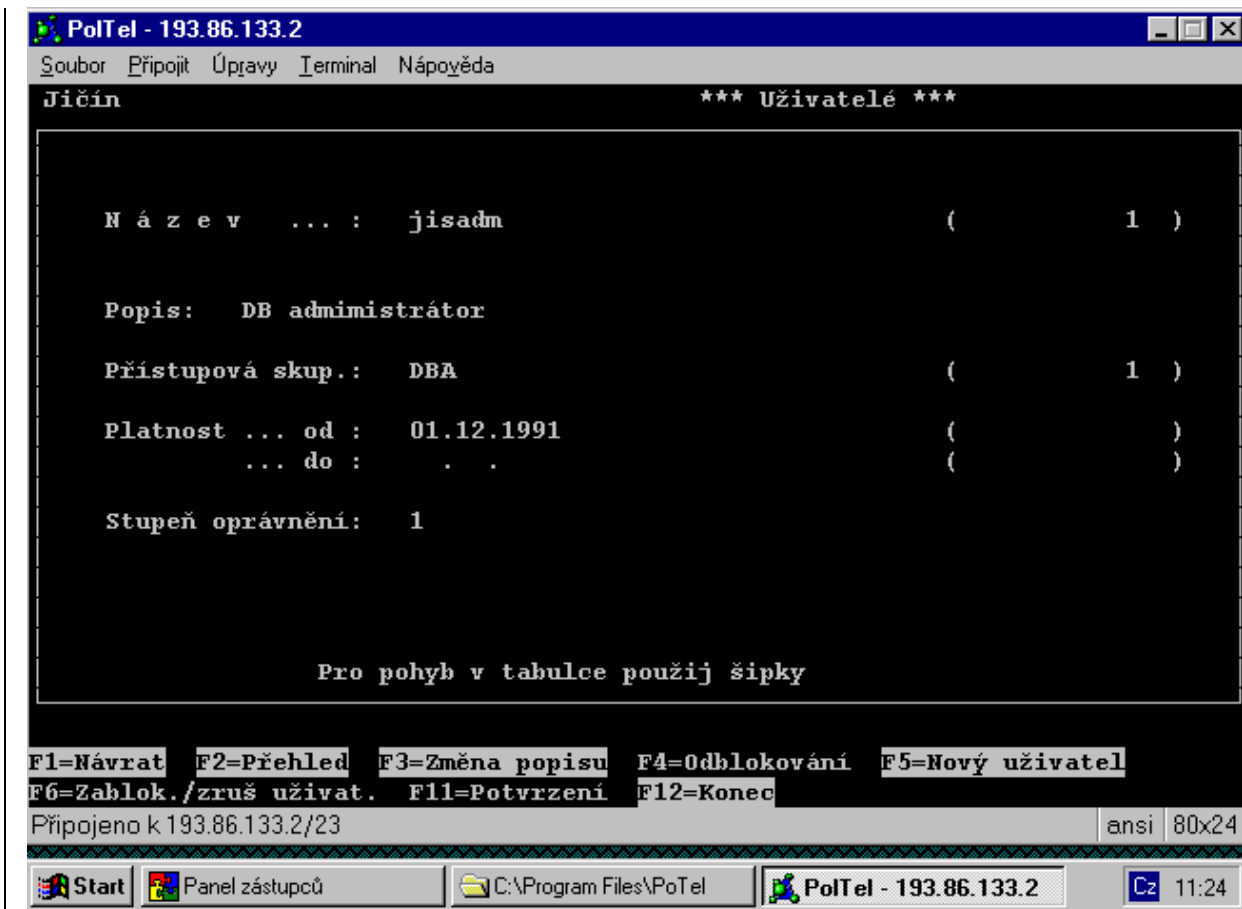 PolTel - 193.86.133.2
Soubor Připojit Úpravy Terminal Nápověda
Jičín *** Uživatelé ***
N á z e v ... : jisadm ( 1 )
Popis: DB admimistrátor
Přístupová skup.: DBA ( 1 )
Platnost ... od : 01.12.1991 ( )
... do : . . ( )
Stupeň oprávnění: 1
Pro pohyb v tabulce použij šipky
F1=Návrat F2=Přehled F3=Změna popisu F4=Odblokování F5=Nový uživatel
F6=Zablok./zruš uživat. F11=Potvrzení F12=Konec
Připojeno k 193.86.133.2/23 ansi 80x24
Start Panel zástupců C:\Program Files\PoTel PolTel - 193.86.133.2 Cz 11:24